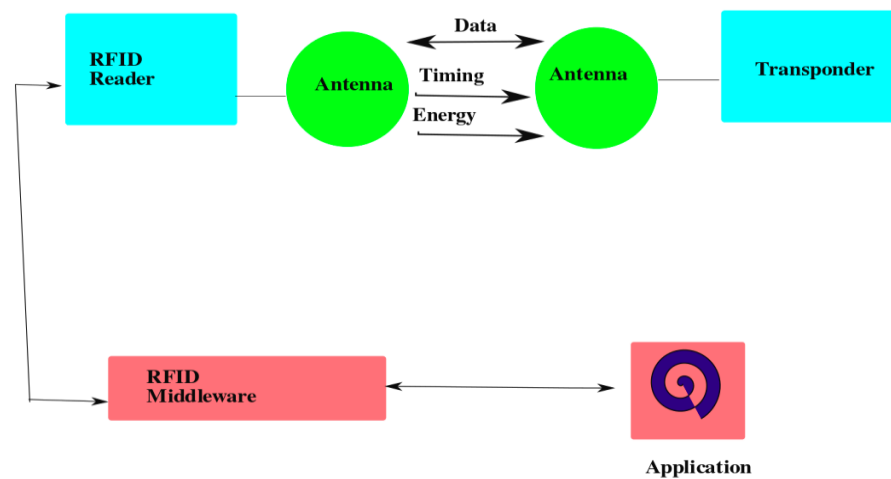 RFID
Reader
Antenna
Data
Timing
Energy
Antenna
Transponder
RFID
Middleware
Application